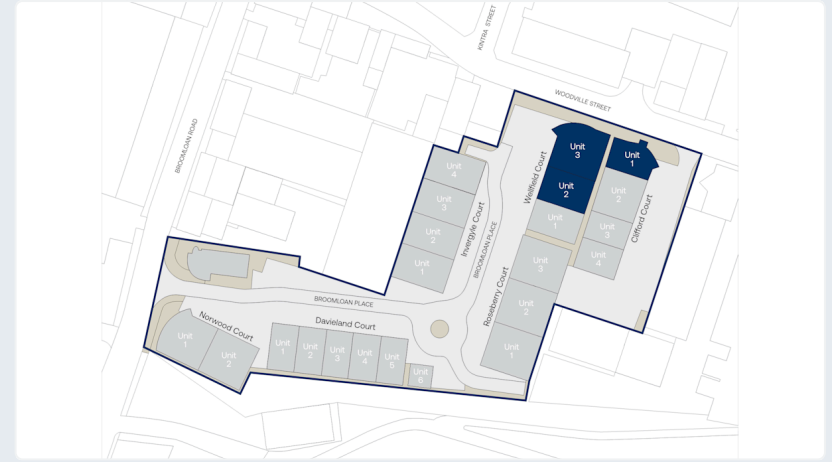 KINTRA STREET
WOODVILLE STREET
BROOMLOAN ROAD
Unit
3
Unit
2
Unit
1
Wellfield Court
Unit
1
Unit
2
Unit
3
Unit
4
Clifford Court
Unit
4
Unit
3
Unit
2
Unit
1
Invergyle Court
BROOMLOAN PLACE
Unit
3
Unit
2
Unit
1
Roseberry Court
BROOMLOAN PLACE
Norwood Court
Unit
1
Unit
2
Davieland Court
Unit
1
Unit
2
Unit
3
Unit
4
Unit
5
Unit
6